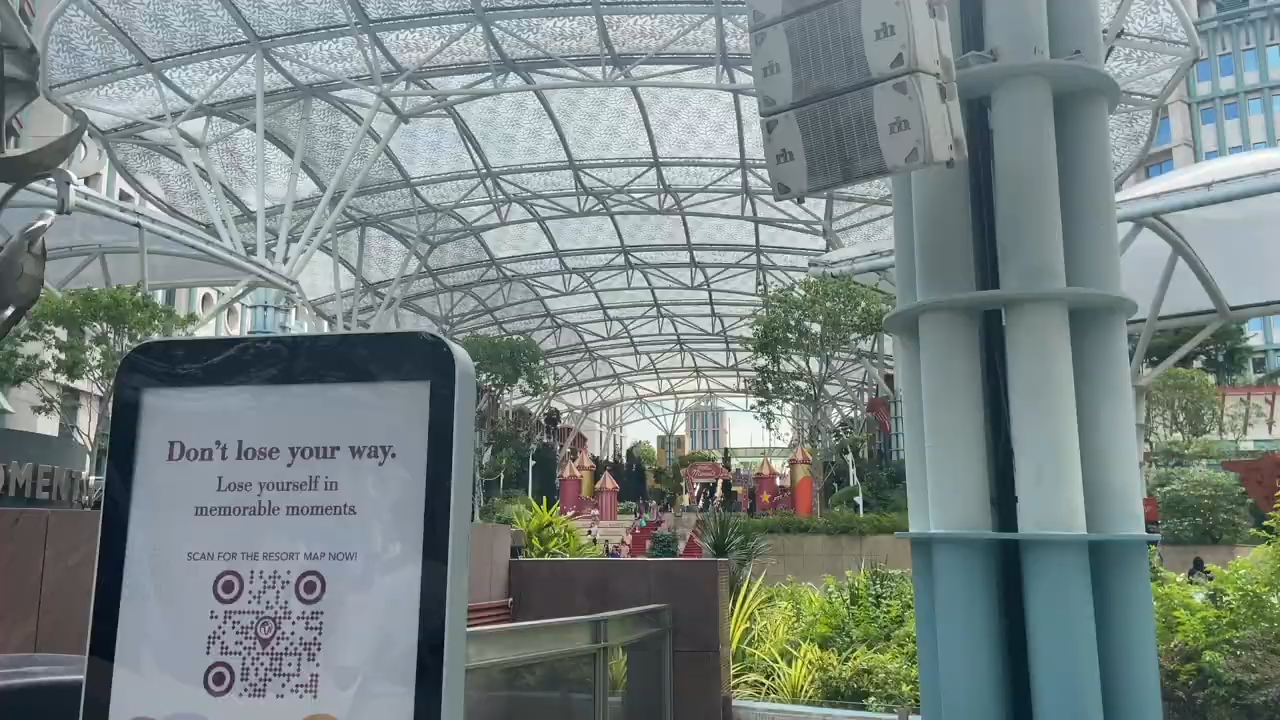 Don't lose your way.
Lose yourself in
memorable moments.
SCAN FOR THE RESORT MAP NOW!
OMENT